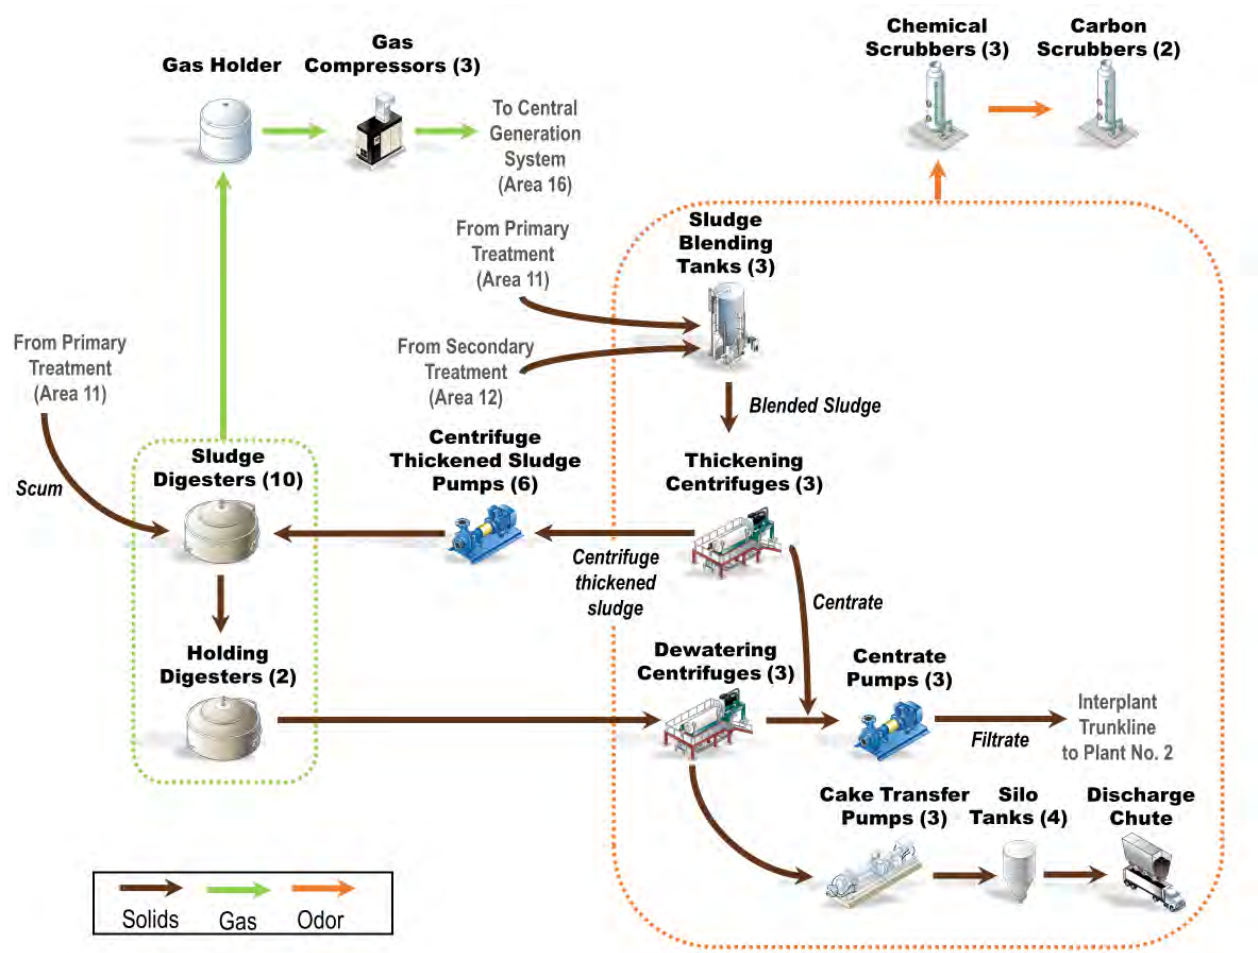 Gas Holder
Gas
Compressors (3)
To Central
Generation
System
(Area 16)
Chemical
Scrubbers (3)
Carbon
Scrubbers (2)
From Primary
Treatment
(Area 11)
Sludge
Blending
Tanks (3)
From Primary
Treatment
(Area 11)
From Secondary
Treatment
(Area 12)
Blended Sludge
Scum
Sludge
Digesters (10)
Centrifuge
Thickened Sludge
Pumps (6)
Thickening
Centrifuges (3)
Centrifuge
thickened
sludge
Centrate
Holding
Digesters (2)
Dewatering
Centrifuges (3)
Centrate
Pumps (3)
Filtrate
Interplant
Trunkline
to Plant No. 2
Cake Transfer
Pumps (3)
Silo
Tanks (4)
Discharge
Chute
Solids
Gas
Odor